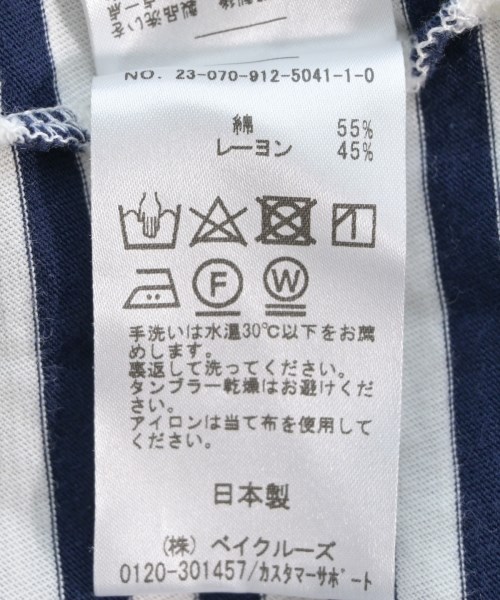 製品洗いを
NO. 23-070-912-5041-1-0
綿 55%
レーヨン 45%
F W
手洗いは水温30℃以下をお薦
めします。
裏返して洗ってください。
タンブラー乾燥はお避けくだ
さい。
アイロンは当て布を使用して
ください。
日本製
(株) ベイクルーズ
0120-301457/カスタマーサポート